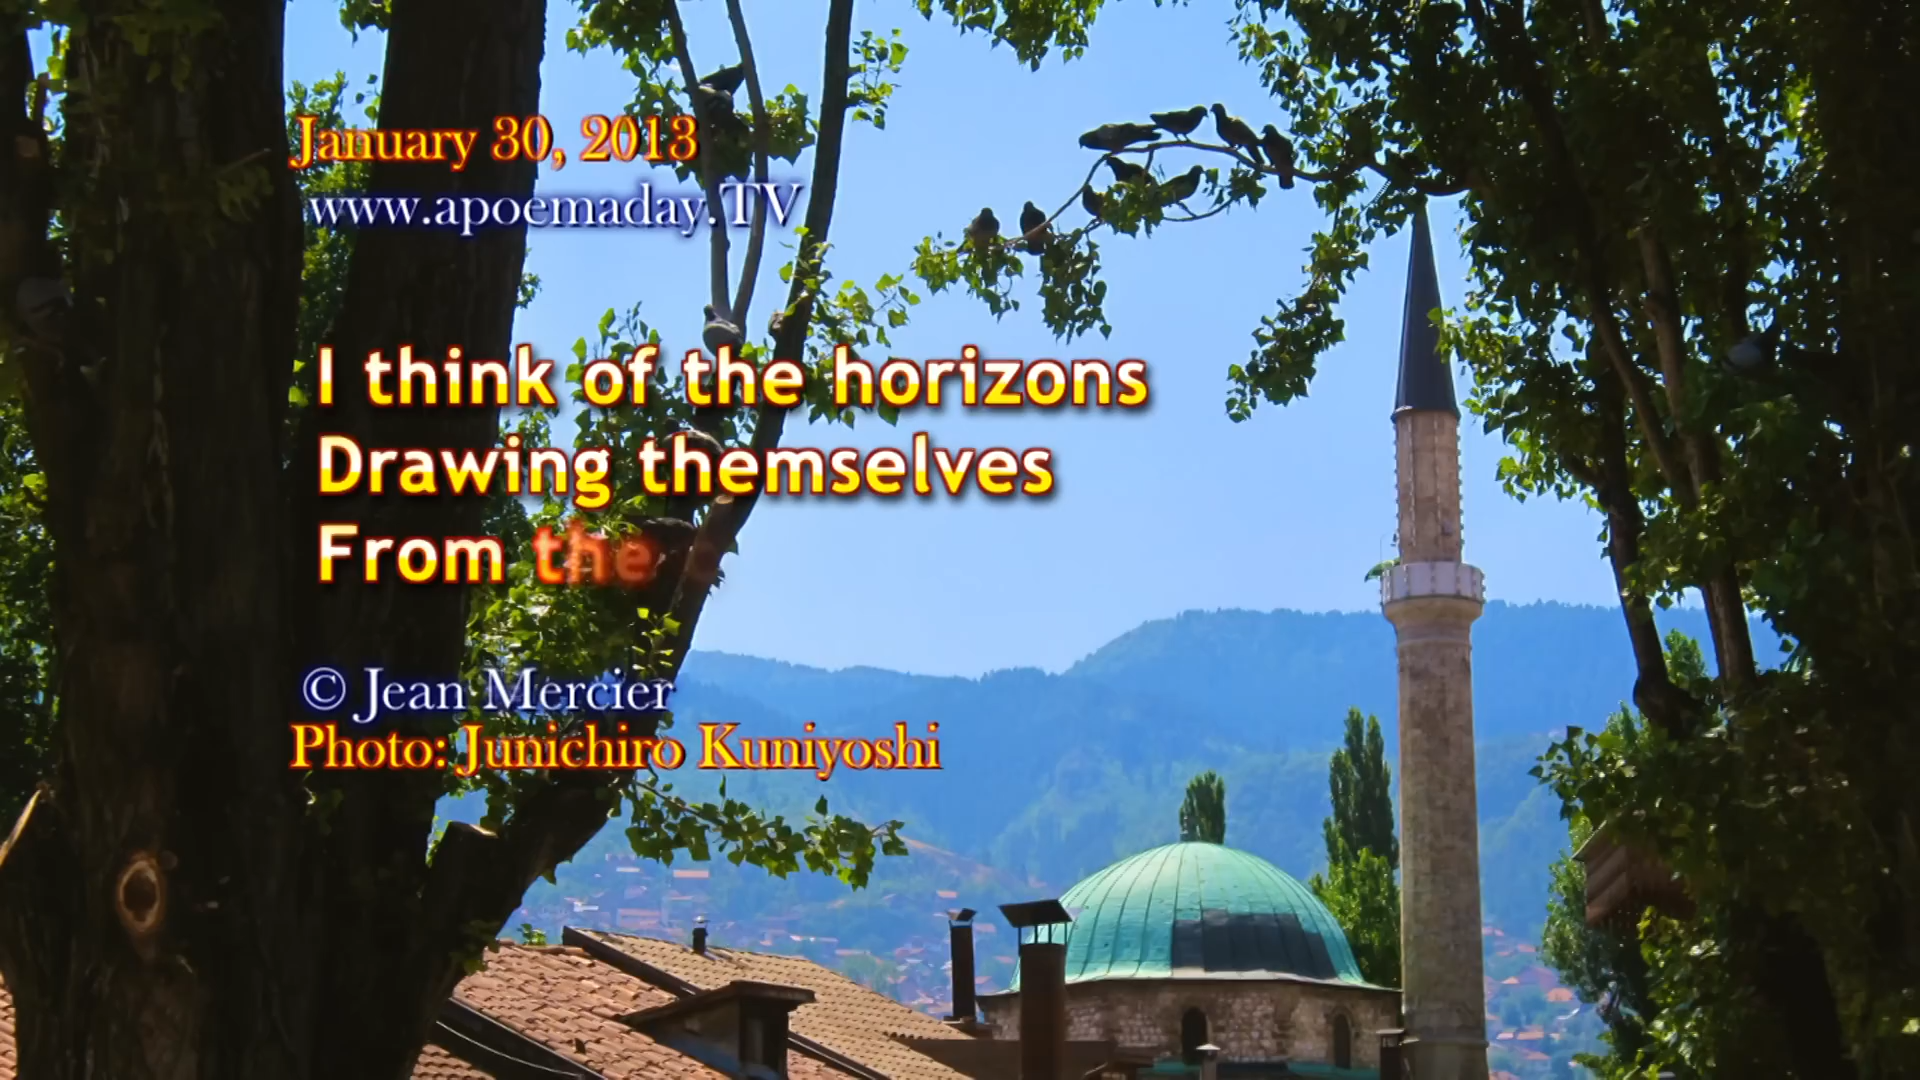 January 30, 2013
www.apoemaday.TV
I think of the horizons
Drawing themselves
From the
© Jean Mercier
Photo: Junichiro Kuniyoshi